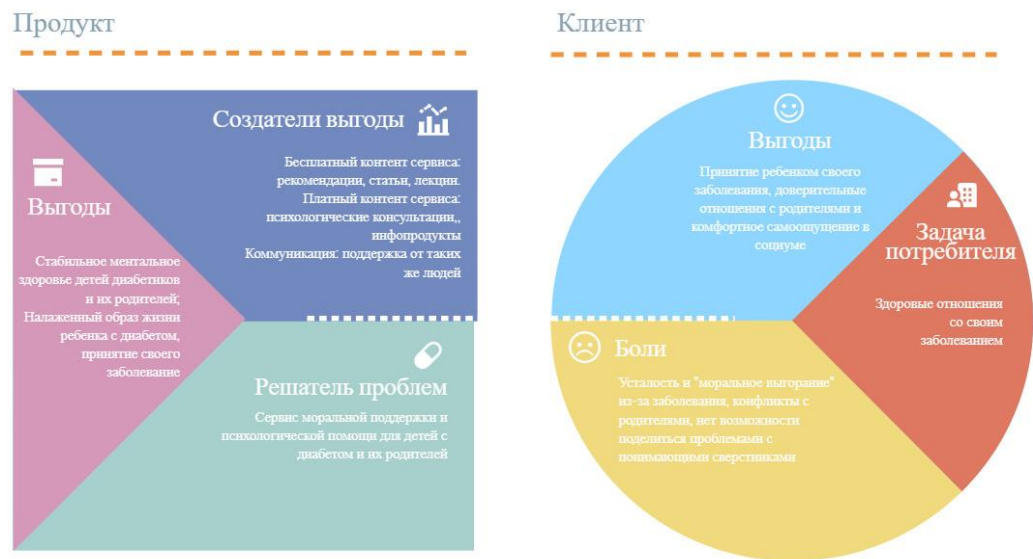 Продукт
Создатели выгоды
Бесплатный контент сервиса:
рекомендации, статьи, лекции.
Платный контент сервиса:
психологические консультации,,
инфопродукты
Коммуникация: поддержка от таких
же людей
Выгоды
Стабильное ментальное
здоровье детей диабетиков
и их родителей;
Налаженный образ жизни
ребенка с диабетом,
принятие своего
заболевание
Решатель проблем
Сервис моральной поддержки и
психологической помощи для детей с
диабетом и их родителей
Клиент
Выгоды
Принятие ребенком своего
заболевания, доверительные
отношения с родителями и
комфортное самоощущение в
социуме
Задача
потребителя
Здоровые отношения
со своим
заболеванием
Боли
Усталость и "моральное выгорание"
из-за заболевания, конфликты с
родителями, нет возможности
поделиться проблемами с
понимающими сверстниками